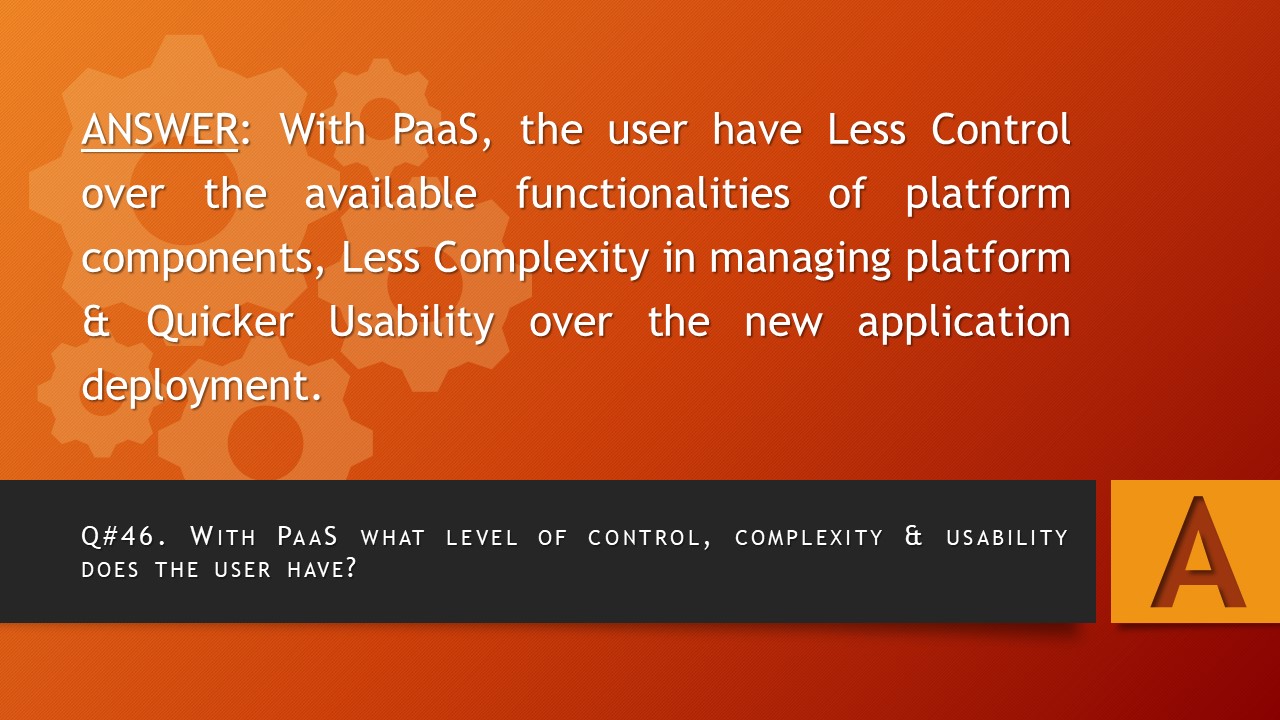 ANSWER: With PaaS, the user have Less Control
over the available functionalities of platform
components, Less Complexity in managing platform
& Quicker Usability over the new application
deployment.
Q#46. With PaaS what level of control, complexity & usability
does the user have?
A